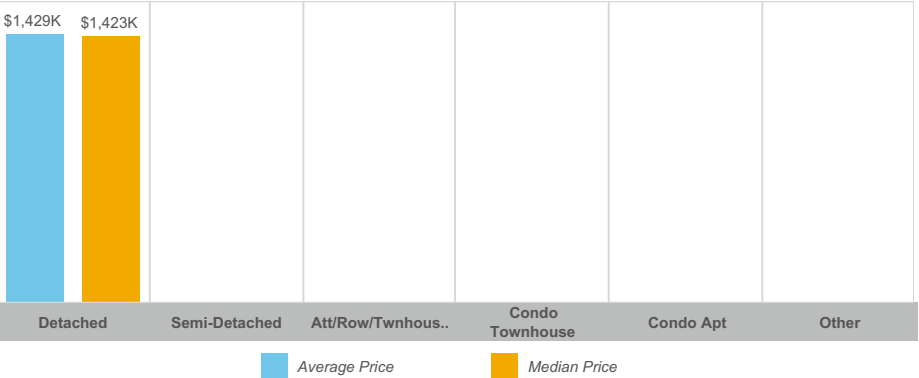 $1,429K $1,423K
Detached Semi-Detached Att/Row/Twnhous.. Condo Townhouse Condo Apt Other
Average Price Median Price